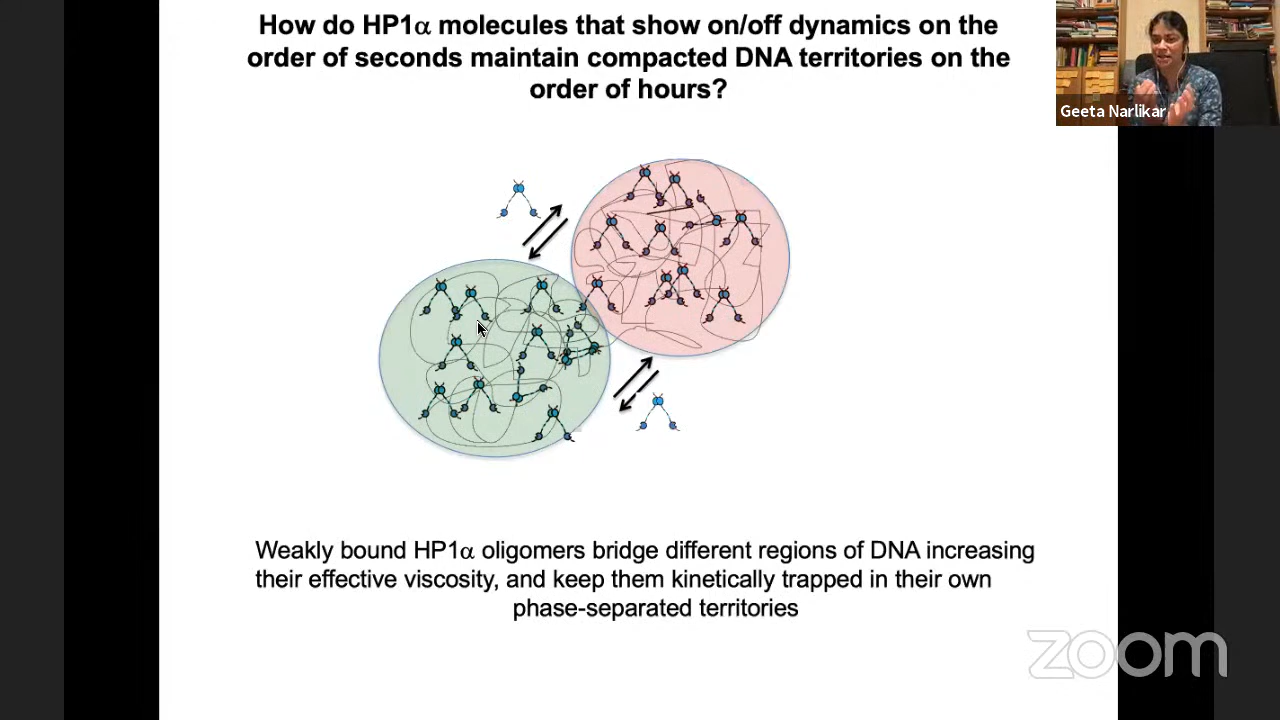 How do HP1α molecules that show on/off dynamics on the
order of seconds maintain compacted DNA territories on the
order of hours?
Geeta Narlikar
Weakly bound HP1α oligomers bridge different regions of DNA increasing
their effective viscosity, and keep them kinetically trapped in their own
phase-separated territories
zoom